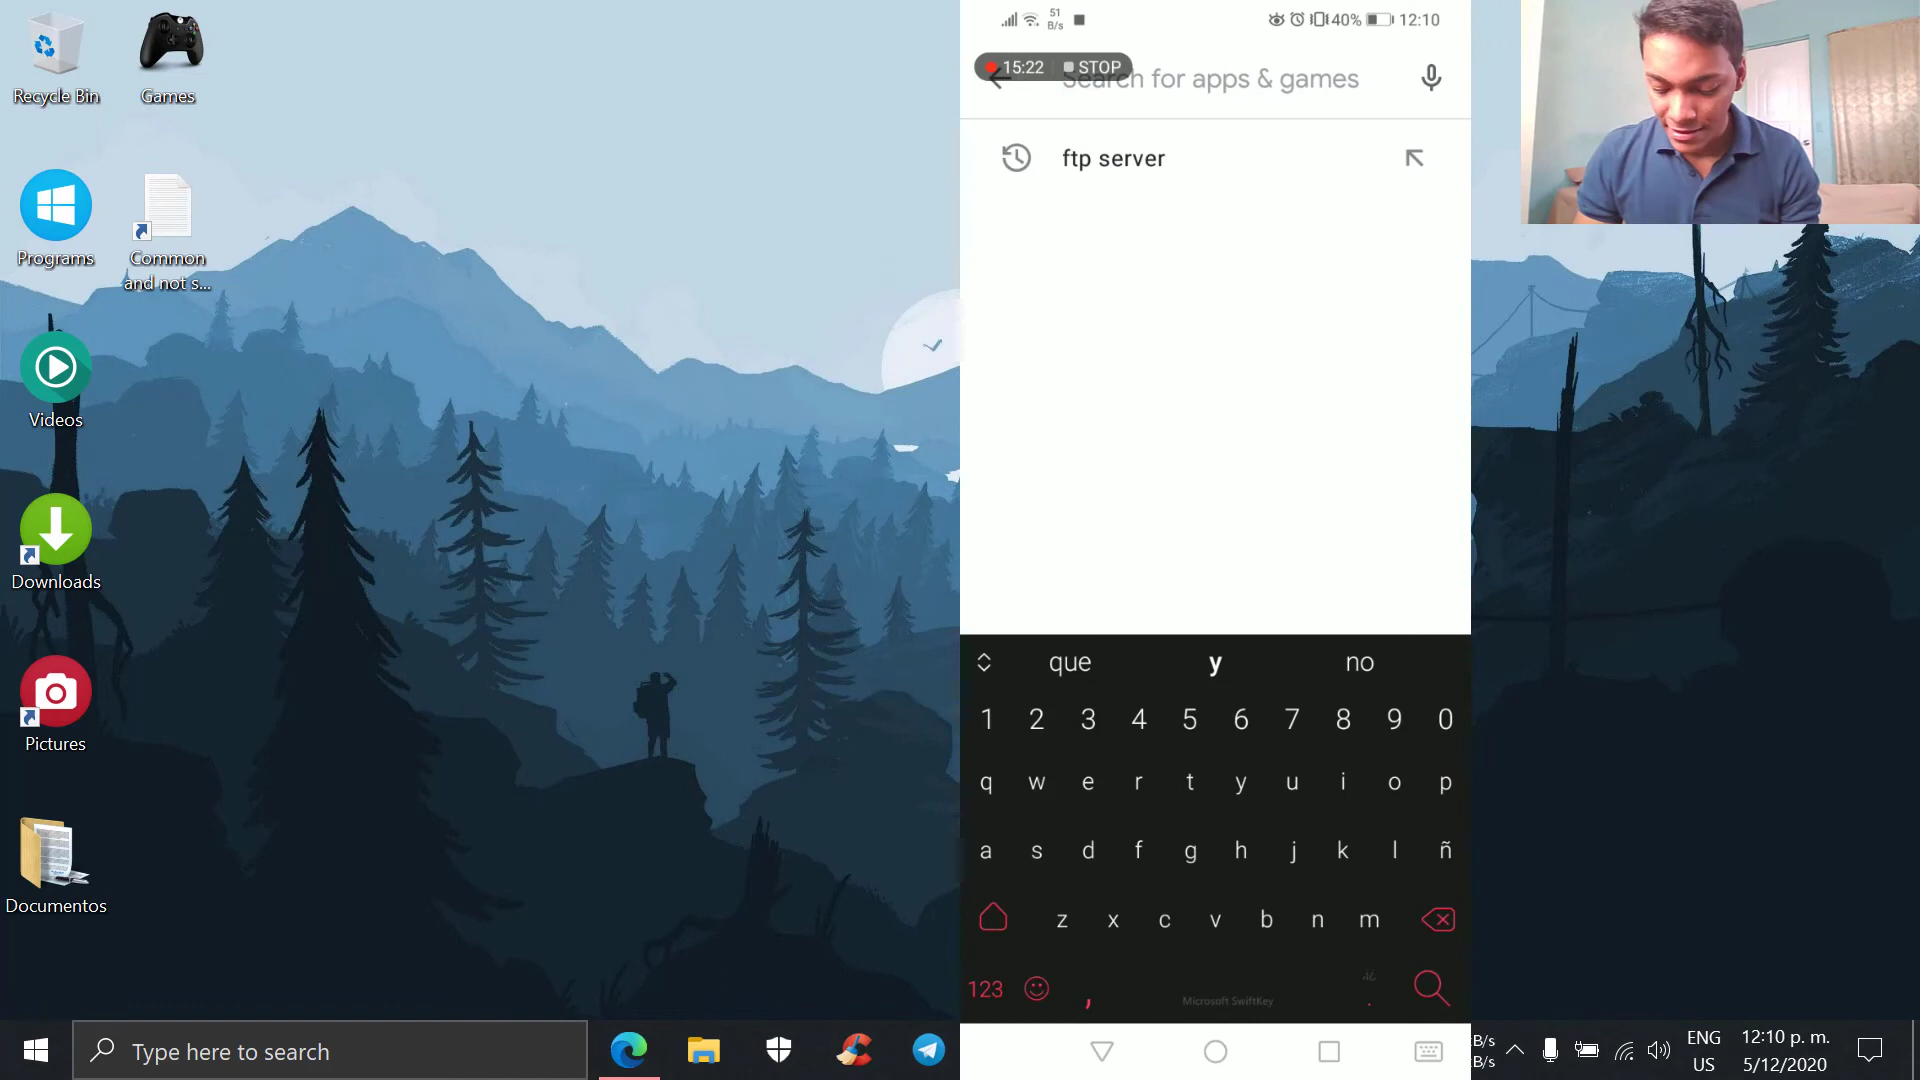 Recycle Bin
Games
Programs
Common
and not s...
Videos
Downloads
Pictures
Documentos
51
B/s
40%
12:10
15:22
STOP
Search for apps & games
ftp server
que
y
no
1 2 3 4 5 6 7 8 9 0
q w e r t y u i o p
a s d f g h j k l ñ
z x c v b n m
123
,
Microsoft SwiftKey
.
Type here to search
B/s
B/s
ENG
US
12:10 p. m.
5/12/2020